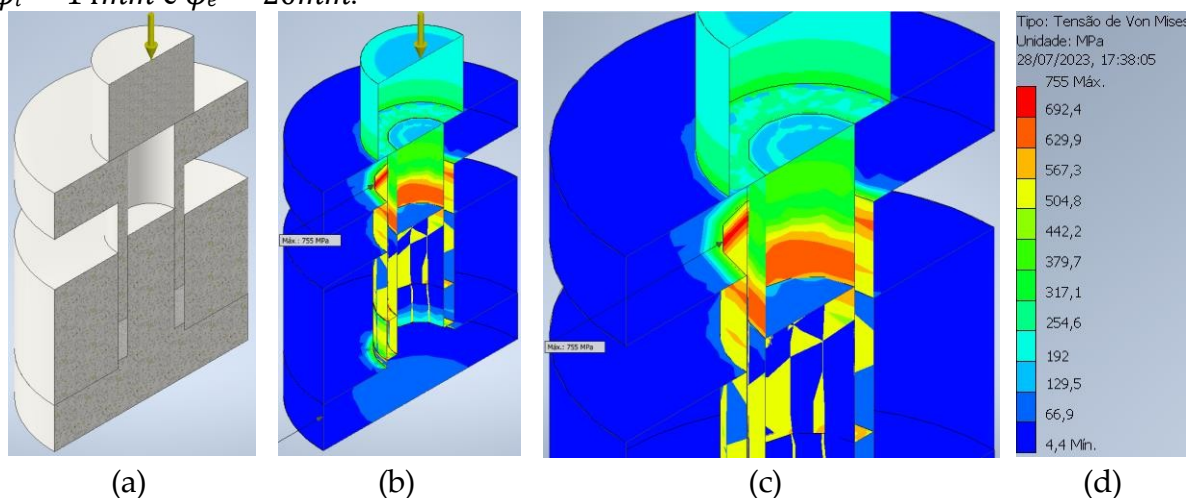 e 20mm.
Máx.: 755 MPa
Máx.: 755 MPa
Tipo: Tensão de Von Mises
Unidade: MPa
28/07/2023, 17:38:05
755 Máx.
692,4
629,9
567,3
504,8
442,2
379,7
317,1
254,6
192
129,5
66,9
4,4 Mín.
(a)
(b)
(c)
(d)